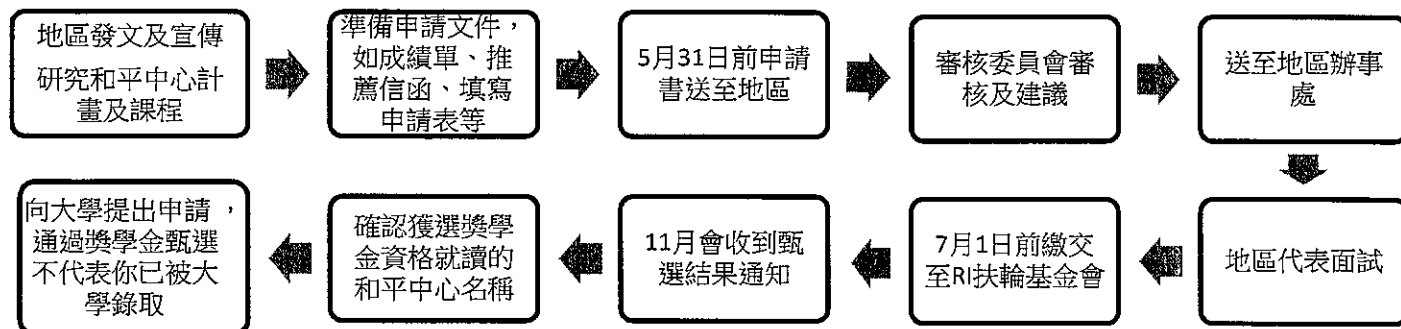 地區發文及宣傳
研究和平中心計
畫及課程
準備申請文件，
如成績單、推
薦信函、填寫
申請表等
5月31日前申請
書送至地區
審核委員會審
核及建議
送至地區辦事
處
地區代表面試
7月1日前繳交
至RI扶輪基金會
11月會收到甄
選結果通知
確認獲選獎學
金資格就讀的
和平中心名稱
向大學提出申請，
通過獎學金甄選
不代表你已被大
學錄取